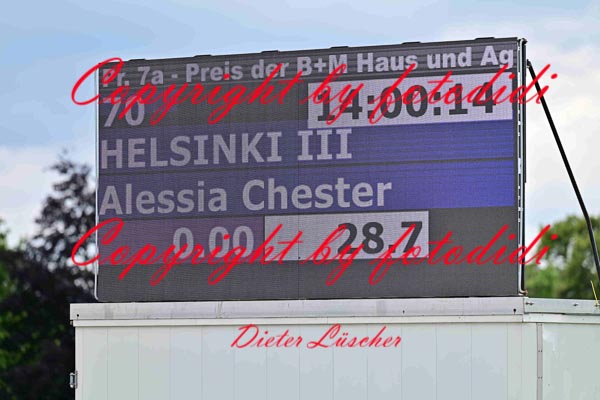 Pr. 7a - Preis der B+M Haus und Ag
Copyright by fotodidi
70 14:00:14
HELSINKI III
Alessia Chester
0.00 28,7
Copyright by fotodidi
Dieter Lüscher